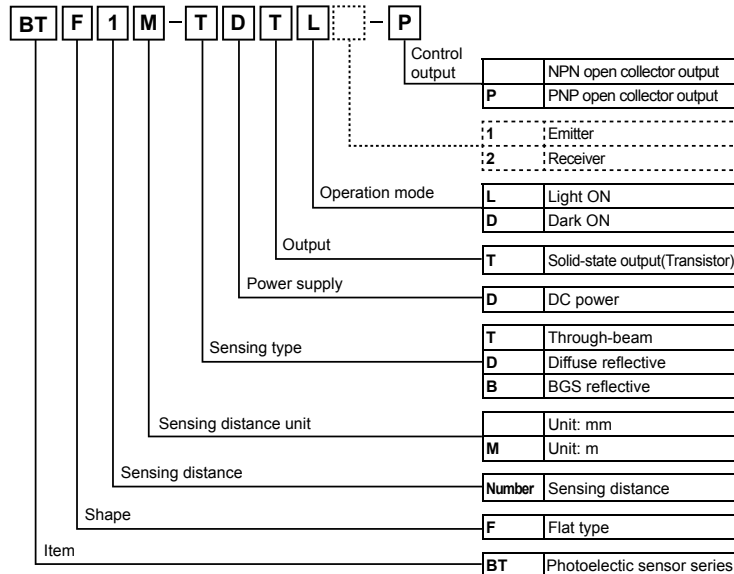 BT F 1 M - T D T L - P
Control
output
NPN open collector output
P PNP open collector output
1 Emitter
2 Receiver
Operation mode
L Light ON
D Dark ON
Output
T Solid-state output(Transistor)
Power supply
D DC power
Sensing type
T Through-beam
D Diffuse reflective
B BGS reflective
Sensing distance unit
Unit: mm
M Unit: m
Sensing distance
Number Sensing distance
Shape
F Flat type
Item
BT Photoelectic sensor series